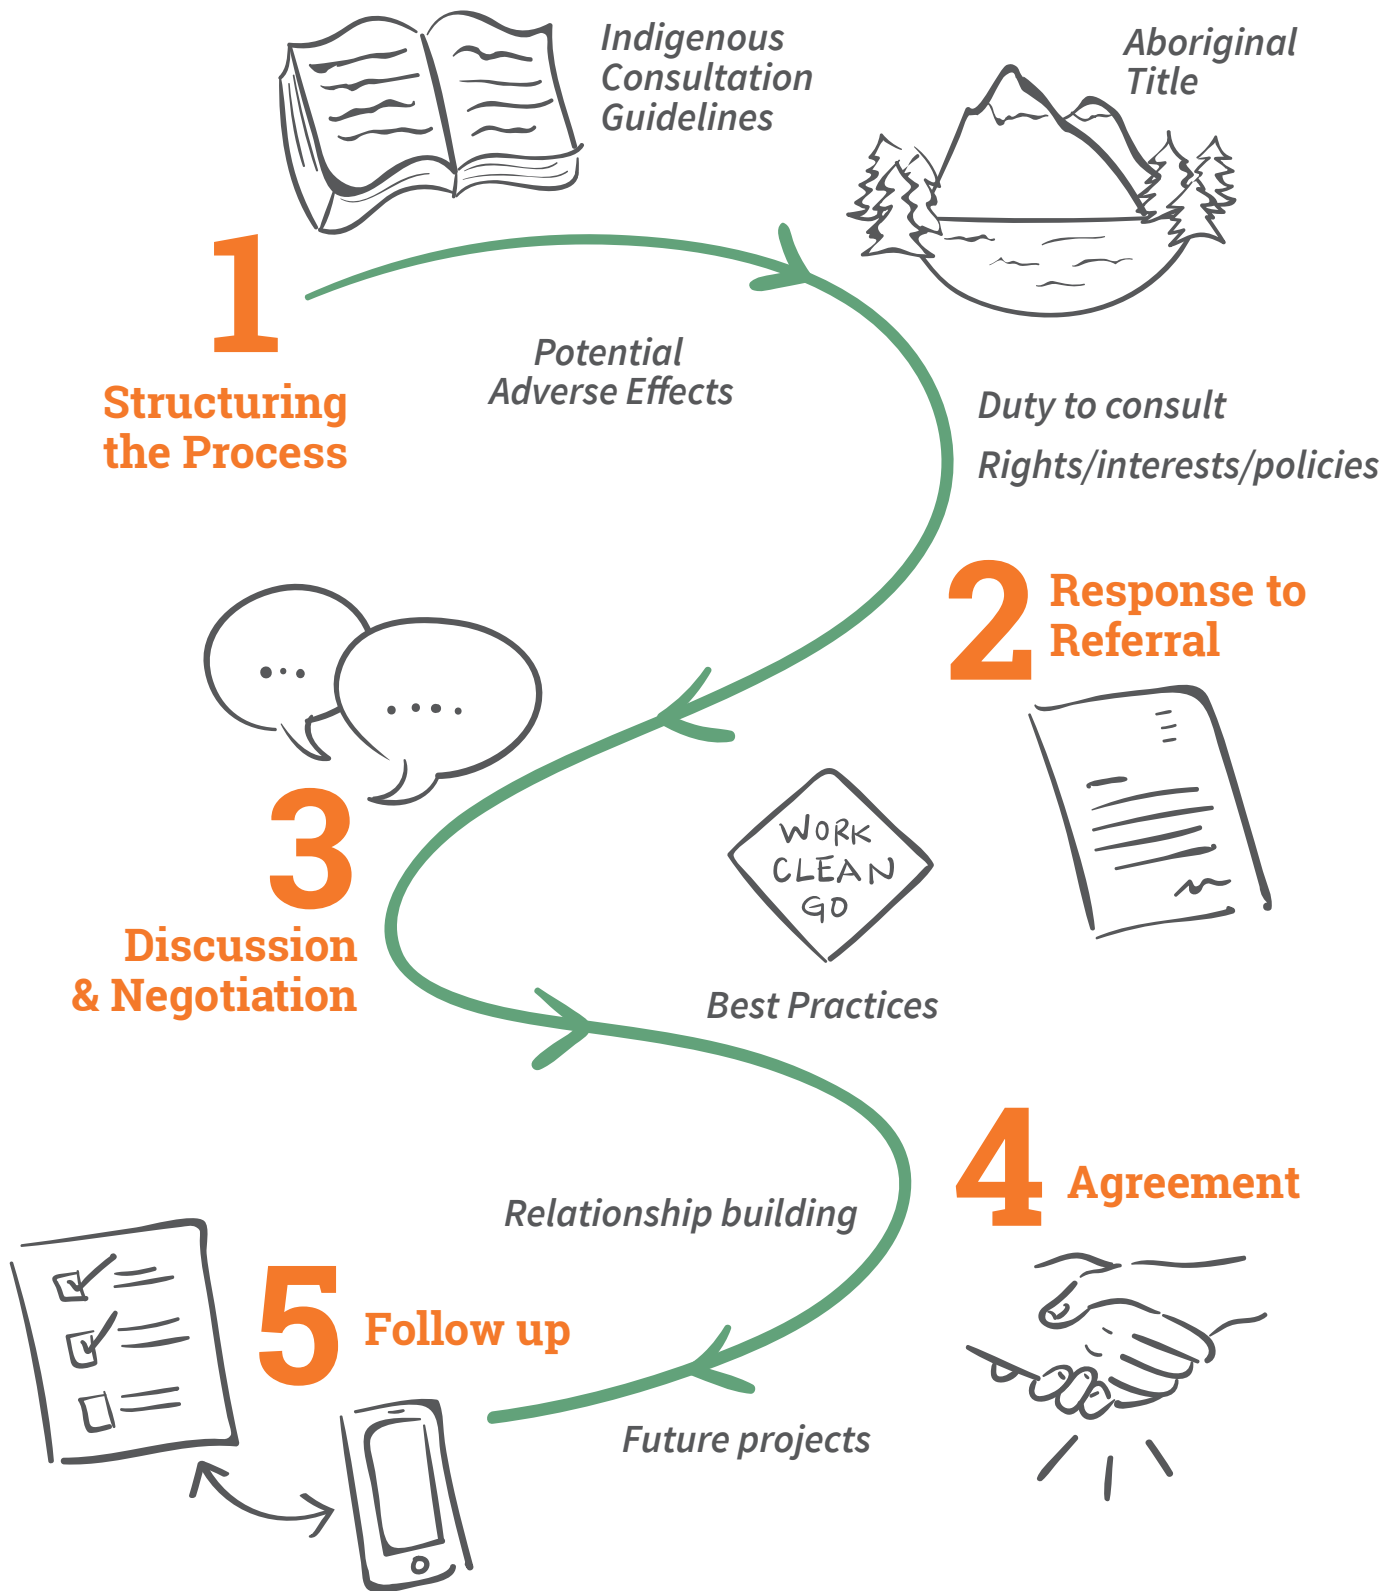 Indigenous
Consultation
Guidelines
Aboriginal
Title
1
Structuring
the Process
Potential
Adverse Effects
Duty to consult
Rights/interests/policies
2
Response to
Referral
3
Discussion
& Negotiation
WORK
CLEAN
GO
Best Practices
4
Agreement
Relationship building
5
Follow up
Future projects